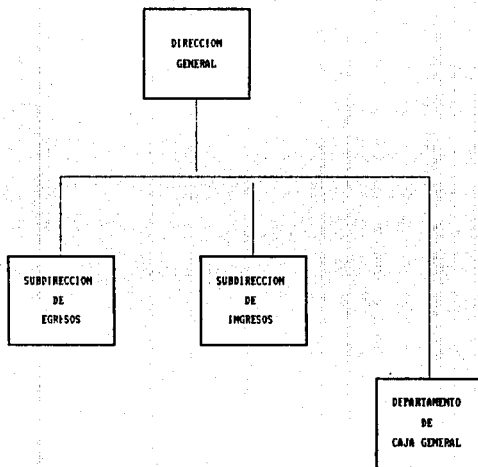 DIRECCION
GENERAL
SUBDIRECCION
DE
EGRESOS
SUBDIRECCION
DE
INGRESOS
DEPARTAMENTO
DE
CAJA GENERAL